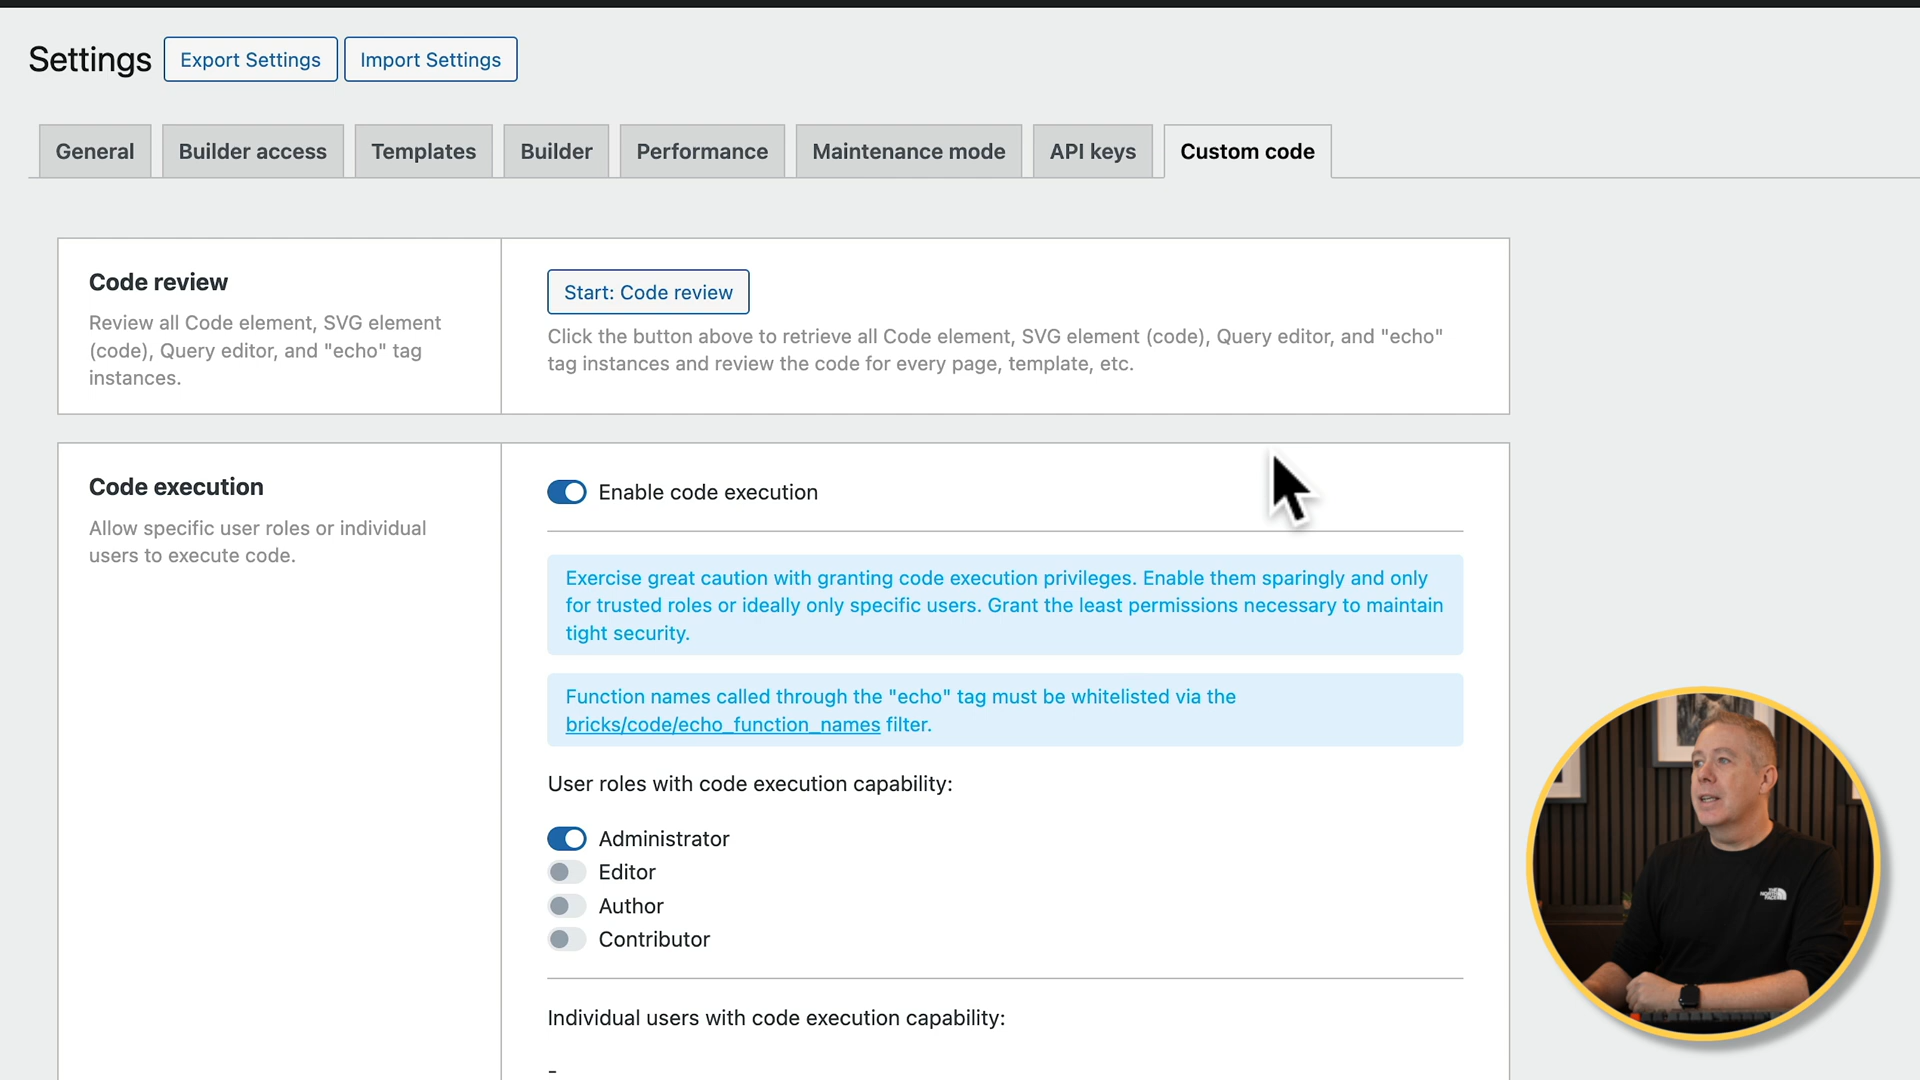 Settings
Export Settings
Import Settings
General
Builder access
Templates
Builder
Performance
Maintenance mode
API keys
Custom code
Code review
Review all Code element, SVG element
(code), Query editor, and "echo" tag
instances.
Start: Code review
Click the button above to retrieve all Code element, SVG element (code), Query editor, and "echo"
tag instances and review the code for every page, template, etc.
Code execution
Allow specific user roles or individual
users to execute code.
Enable code execution
Exercise great caution with granting code execution privileges. Enable them sparingly and only
for trusted roles or ideally only specific users. Grant the least permissions necessary to maintain
tight security.
Function names called through the "echo" tag must be whitelisted via the
bricks/code/echo_function_names filter.
User roles with code execution capability:
Administrator
Editor
Author
Contributor
Individual users with code execution capability:
-
THE
NORTH
FACE